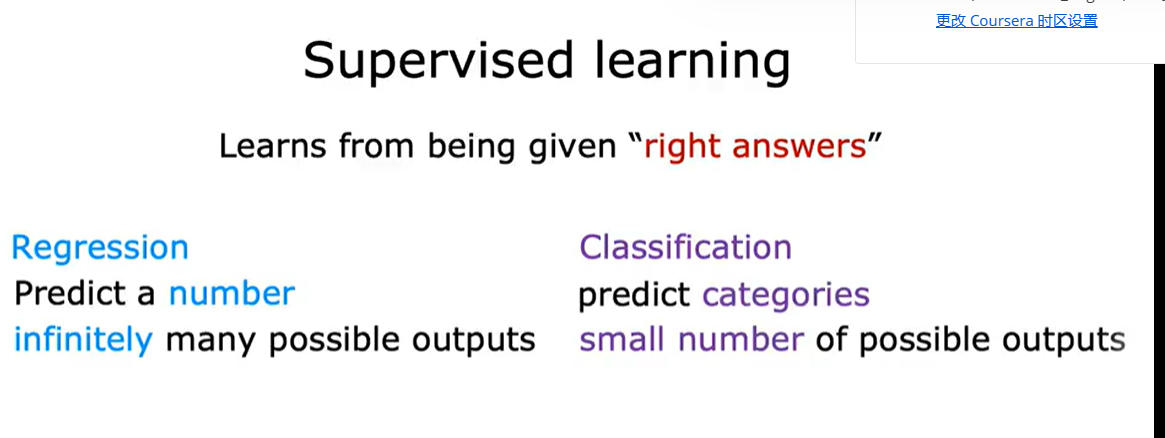 更改 Coursera 时区设置
Supervised learning
Learns from being given “right answers”
Regression
Predict a number
infinitely many possible outputs
Classification
predict categories
small number of possible outputs